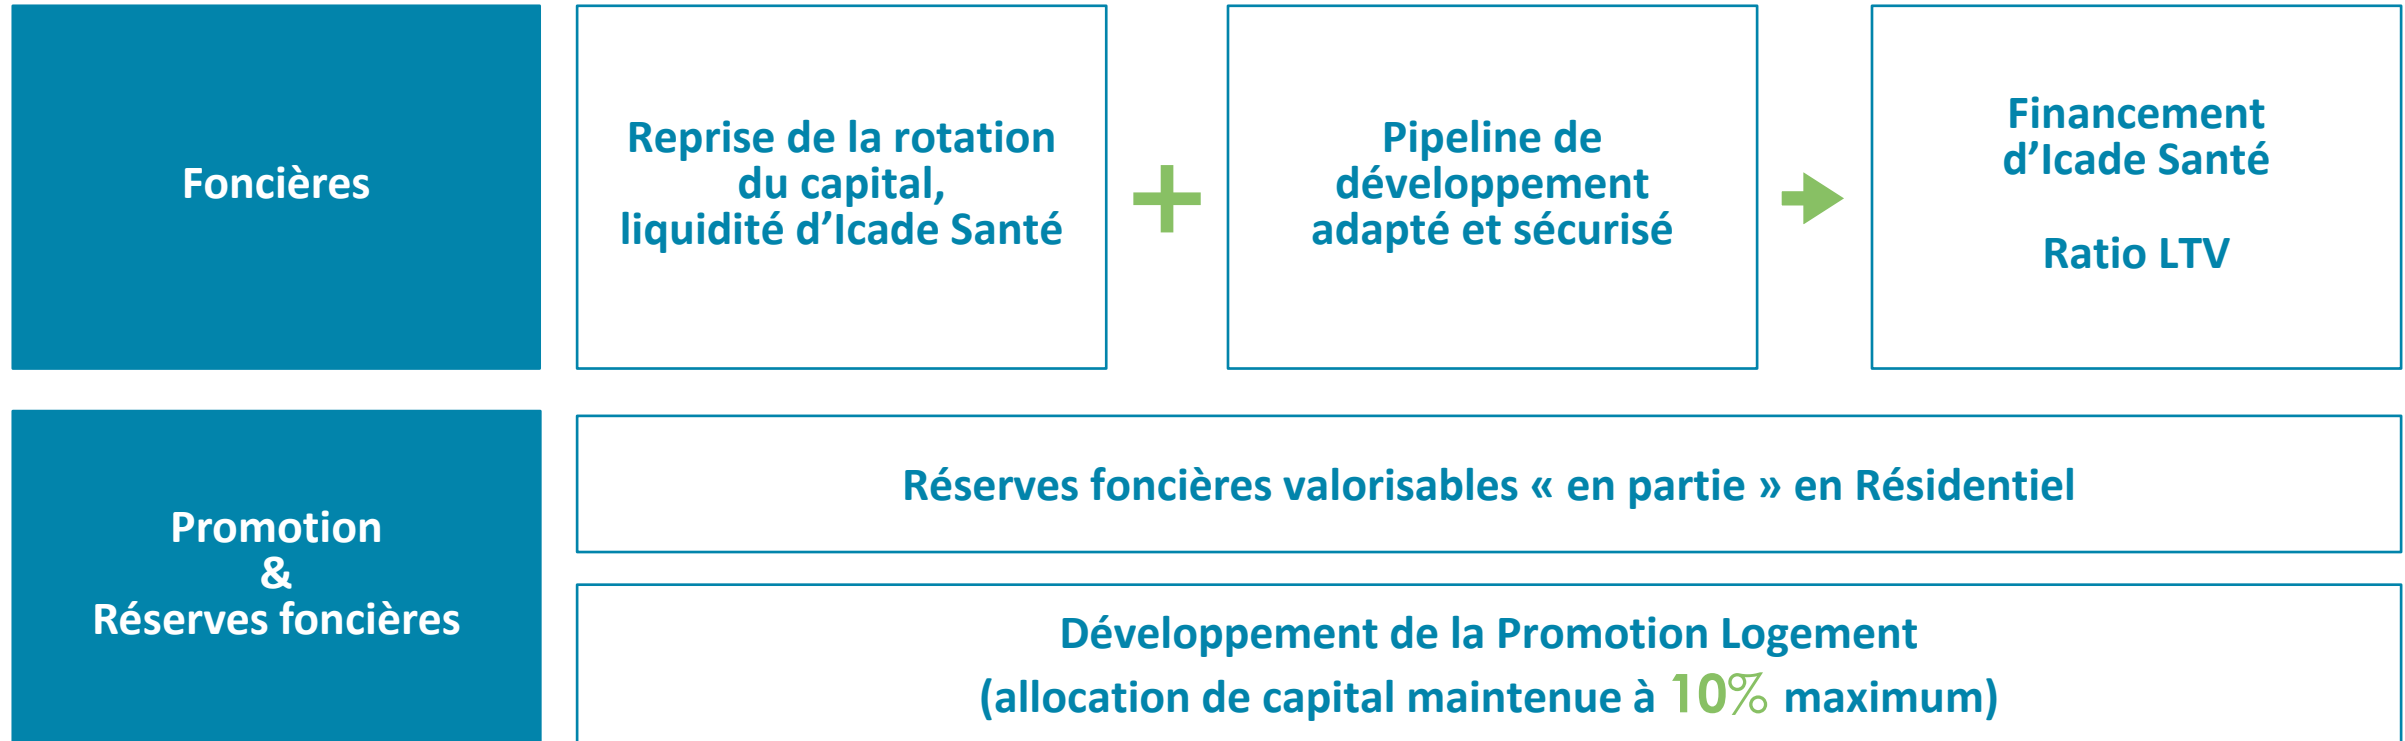 Foncières
Reprise de la rotation
du capital,
liquidité d’Icade Santé
+
Pipeline de
développement
adapté et sécurisé
Financement
d’Icade Santé
Ratio LTV
Promotion
&
Réserves foncières
Réserves foncières valorisables « en partie » en Résidentiel
Développement de la Promotion Logement
(allocation de capital maintenue à 10% maximum)